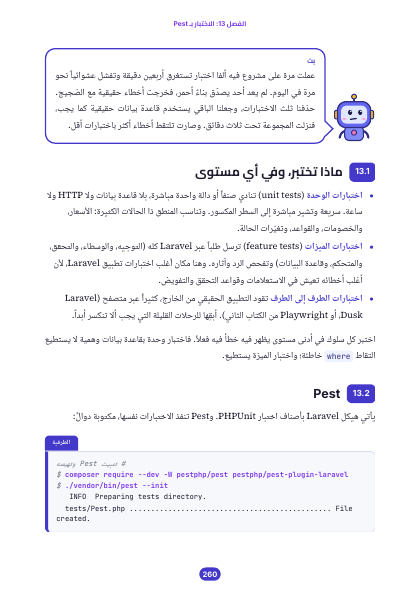 الفصل 13: الاختبار بـ Pest
بِت
عملت مرة على مشروع فيه ألفا اختبار تستغرق أربعين دقيقة وتفشل عشوائياً نحو
مرة في اليوم. لم يعد أحد يصدّق بناءً أحمر، فخرجت أخطاء حقيقية مع الضجيج.
حذفنا ثلث الاختبارات، وجعلنا الباقي يستخدم قاعدة بيانات حقيقية كما يجب،
فنزلت المجموعة تحت ثلاث دقائق. وصارت تلتقط أخطاء أكثر باختبارات أقل.
13.1 ماذا تختبر، وفي أي مستوى
• اختبارات الوحدة (unit tests) تنادي صنفاً أو دالة واحدة مباشرة، بلا قاعدة بيانات ولا HTTP ولا
ساعة. سريعة وتشير مباشرة إلى السطر المكسور. وتناسب المنطق ذا الحالات الكثيرة: الأسعار،
والخصومات، والقواعد، وتغيّرات الحالة.
• اختبارات الميزات (feature tests) ترسل طلباً عبر Laravel كله (التوجيه، والوسطاء، والتحقق،
والمتحكم، وقاعدة البيانات) وتفحص الرد وآثاره. وهنا مكان أغلب اختبارات تطبيق Laravel، لأن
أغلب أخطائه تعيش في الاستعلامات وقواعد التحقق والتفويض.
• اختبارات الطرف إلى الطرف تقود التطبيق الحقيقي من الخارج، كثيراً عبر متصفح (Laravel
Dusk، أو Playwright من الكتاب الثاني). أبقها للرحلات القليلة التي يجب ألا تنكسر أبداً.
اختبر كل سلوك في أدنى مستوى يظهر فيه خطأ فيه فعلاً. فاختبار وحدة بقاعدة بيانات وهمية لا يستطيع
التقاط where خاطئة؛ واختبار الميزة يستطيع.
13.2 Pest
يأتي هيكل Laravel بأصناف اختبار PHPUnit. وPest تنفذ الاختبارات نفسها، مكتوبة دوالّ:
الطرفية
# تثبيت Pest وتهيئته
$ composer require --dev -W pestphp/pest pestphp/pest-plugin-laravel
$ ./vendor/bin/pest --init
INFO  Preparing tests directory.
tests/Pest.php .............................................. File
created.
260